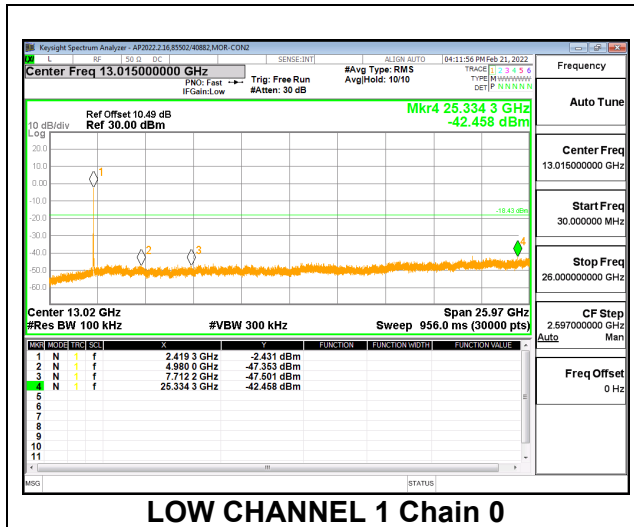 Keysight Spectrum Analyzer - AP2022.2.16,85502/40882,MOR-CON2
L RF 50 Ω DC SENSE:INT ALIGN AUTO 04:11:56 PM Feb 21, 2022
Center Freq 13.015000000 GHz
PNO: Fast
IFGain:Low
Trig: Free Run
#Atten: 30 dB
#Avg Type: RMS
Avg|Hold: 10/10
TRACE 1 2 3 4 5 6
TYPE M WWWWW
DET P N N N N N
Frequency
Auto Tune
Center Freq
13.015000000 GHz
Start Freq
30.000000 MHz
Stop Freq
26.000000000 GHz
CF Step
2.597000000 GHz
Auto Man
Freq Offset
0 Hz
Ref Offset 10.49 dB
10 dB/div Ref 30.00 dBm
Log
Mkr4 25.334 3 GHz
-42.458 dBm
20.0
10.0
0.00
-10.0
-20.0
-30.0
-40.0
-50.0
-60.0
1
2
3
4
-18.43 dBm
Center 13.02 GHz Span 25.97 GHz
#Res BW 100 kHz #VBW 300 kHz Sweep 956.0 ms (30000 pts)
MKR MODE TRC SCL X Y FUNCTION FUNCTION WIDTH FUNCTION VALUE
1 N 1 f 2.419 3 GHz -2.431 dBm
2 N 1 f 4.980 0 GHz -47.353 dBm
3 N 1 f 7.712 2 GHz -47.501 dBm
4 N 1 f 25.334 3 GHz -42.458 dBm
5
6
7
8
9
10
11
MSG STATUS
LOW CHANNEL 1 Chain 0